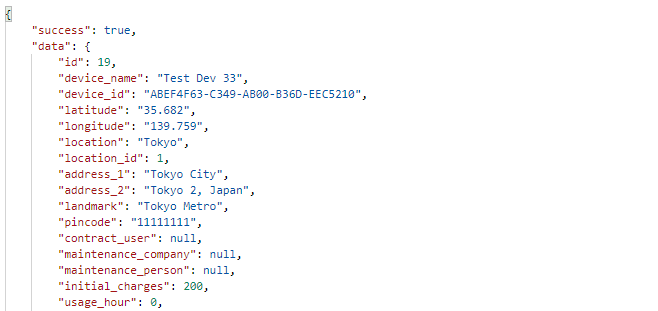 {
"success": true,
"data": {
"id": 19,
"device_name": "Test Dev 33",
"device_id": "ABEF4F63-C349-AB00-B36D-EEC5210",
"latitude": "35.682",
"longitude": "139.759",
"location": "Tokyo",
"location_id": 1,
"address_1": "Tokyo City",
"address_2": "Tokyo 2, Japan",
"landmark": "Tokyo Metro",
"pincode": "11111111",
"contract_user": null,
"maintenance_company": null,
"maintenance_person": null,
"initial_charges": 200,
"usage_hour": 0,